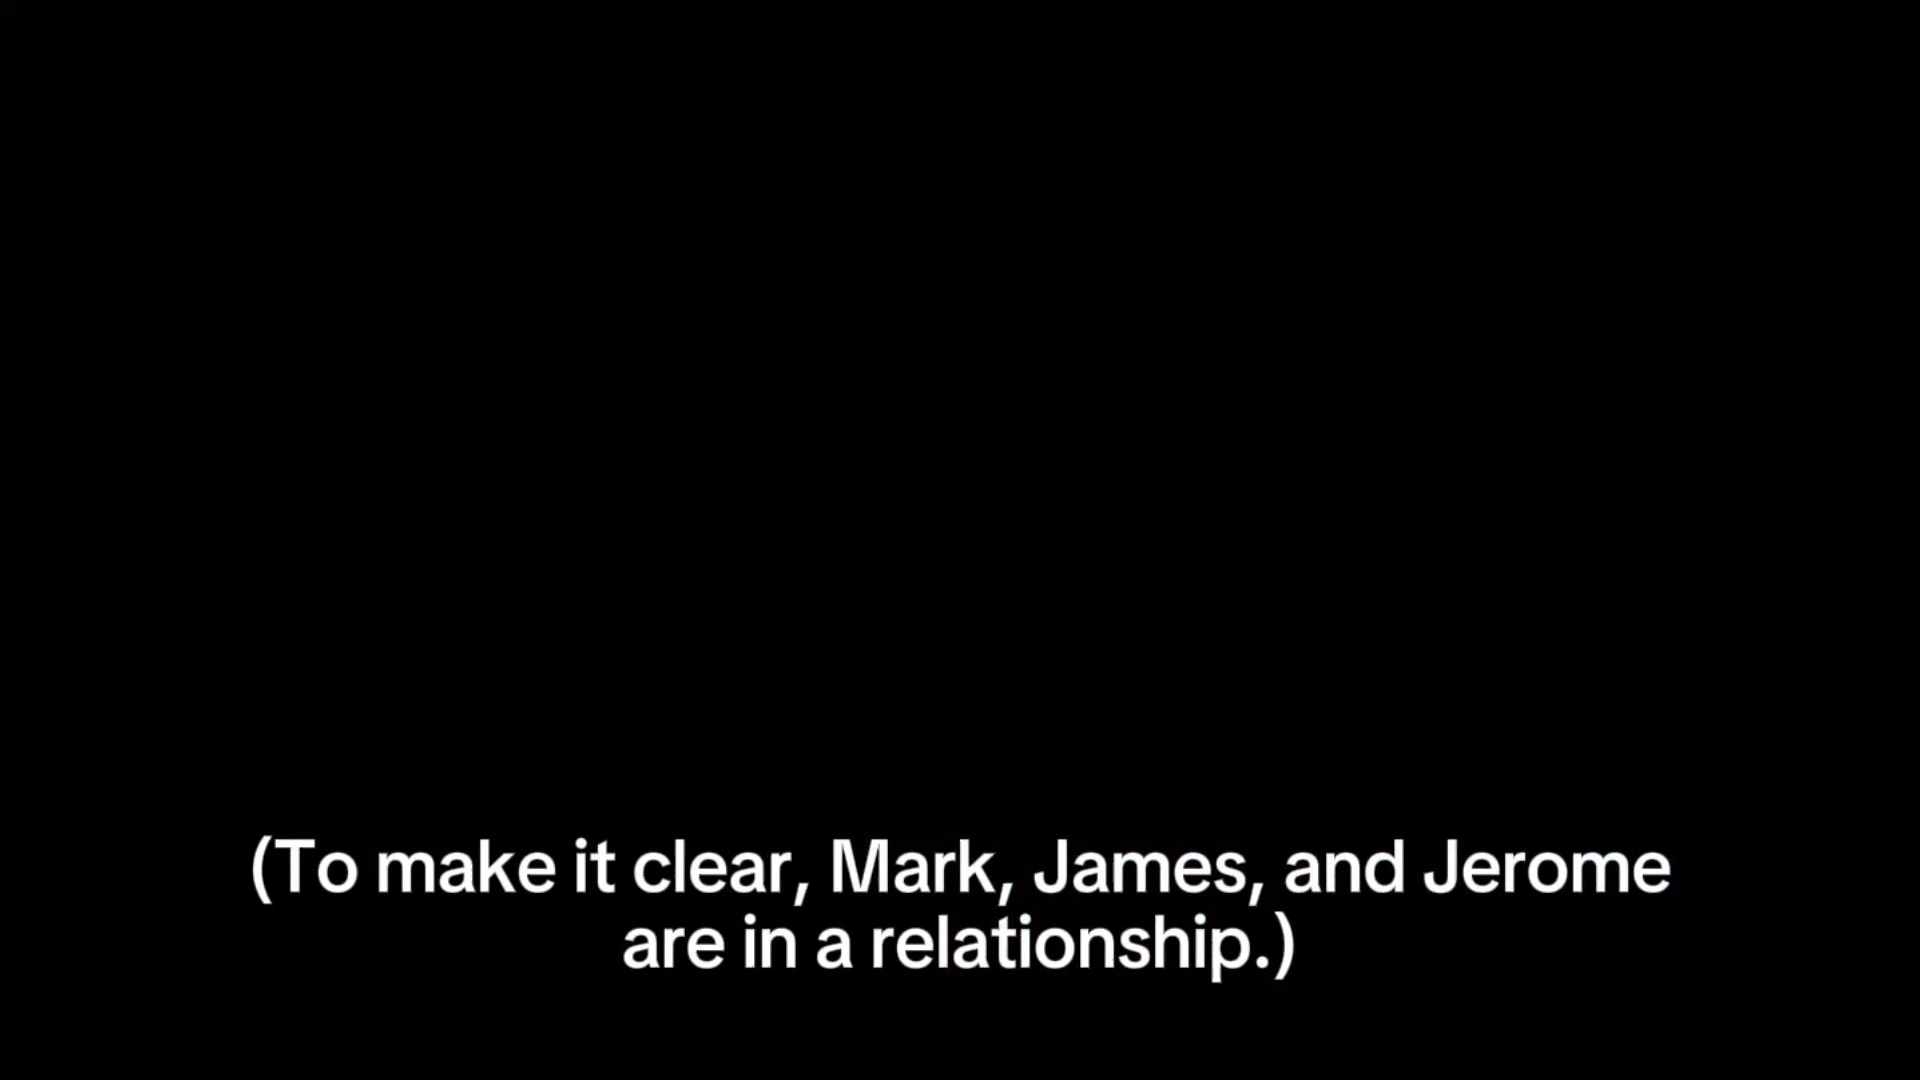 (To make it clear, Mark, James, and Jerome
are in a relationship.)